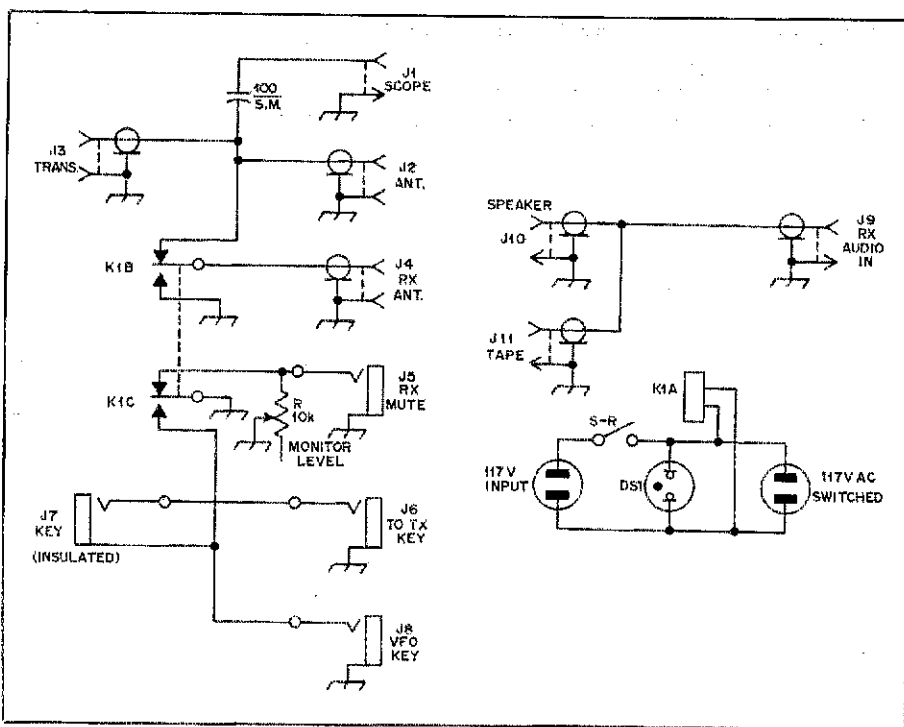 J1
SCOPE
100
S.M.
J3
TRANS.
J2
ANT.
K1B
J4
RX
ANT.
K1C
R
10k
MONITOR
LEVEL
J5
RX
MUTE
J7
KEY
(INSULATED)
J6
TO TX
KEY
J8
VFO
KEY
SPEAKER
J10
J9
RX
AUDIO
IN
J11
TAPE
K1A
S-R
117V
INPUT
DS1
117V AC
SWITCHED